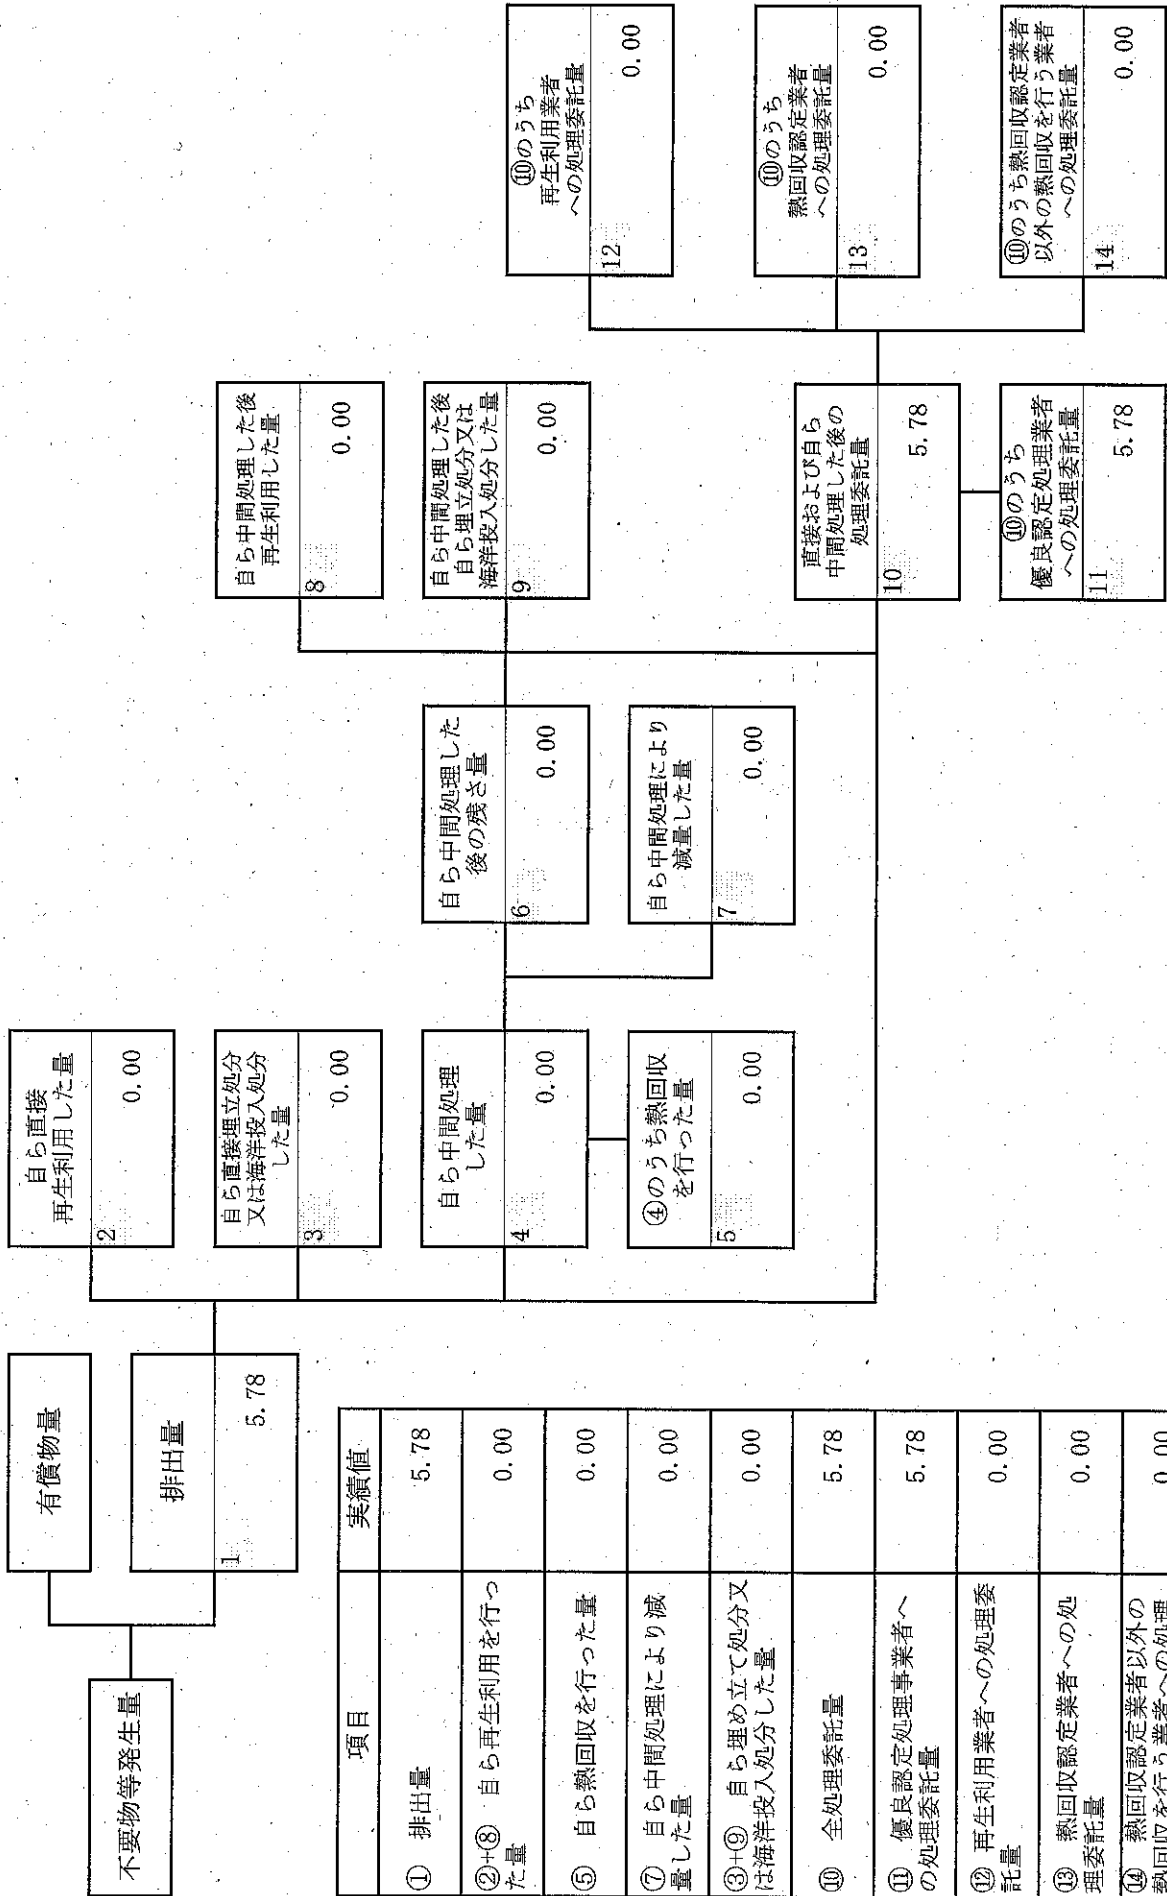 不要物等発生量
有償物量
排出量
1
5.78
自ら直接
再生利用した量
2
0.00
自ら直接埋立処分
又は海洋投入処分
した量
3
0.00
自ら中間処理
した量
4
0.00
④のうち熱回収
を行った量
5
0.00
自ら中間処理した
後の残さ量
6
0.00
自ら中間処理により
減量した量
7
0.00
自ら中間処理した後
再生利用した量
8
0.00
自ら中間処理した後
自ら埋立処分又は
海洋投入処分した量
9
0.00
直接および自ら
中間処理した後の
処理委託量
10
5.78
⑩のうち
優良認定処理業者
への処理委託量
11
5.78
⑩のうち
再生利用業者
への処理委託量
12
0.00
⑩のうち
熱回収認定業者
への処理委託量
13
0.00
⑩のうち熱回収認定業者
以外の熱回収を行う業者
への処理委託量
14
0.00
項目 実績値
① 排出量 5.78
②+⑧ 自ら再生利用を行っ
た量 0.00
⑤ 自ら熱回収を行った量 0.00
⑦ 自ら中間処理により減
量した量 0.00
③+⑨ 自ら埋め立て処分又
は海洋投入処分した量 0.00
⑩ 全処理委託量 5.78
⑪ 優良認定処理事業者へ
の処理委託量 5.78
⑫ 再生利用業者への処理委
託量 0.00
⑬ 熱回収認定業者への処
理委託量 0.00
⑭ 熱回収認定業者以外の
熱回収を行う業者への処理 0.00